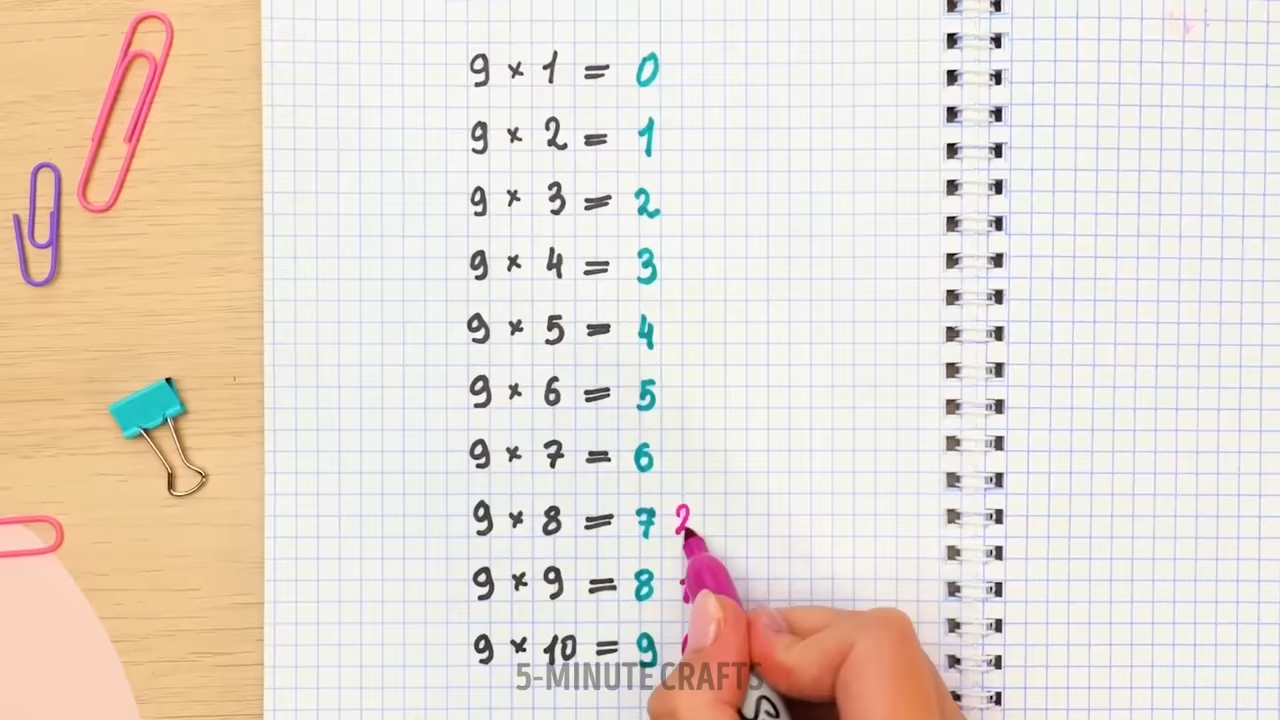 9 × 1 = 0
9 × 2 = 1
9 × 3 = 2
9 × 4 = 3
9 × 5 = 4
9 × 6 = 5
9 × 7 = 6
9 × 8 = 7 2
9 × 9 = 8
9 × 10 = 9
5-MINUTE CRAFTS